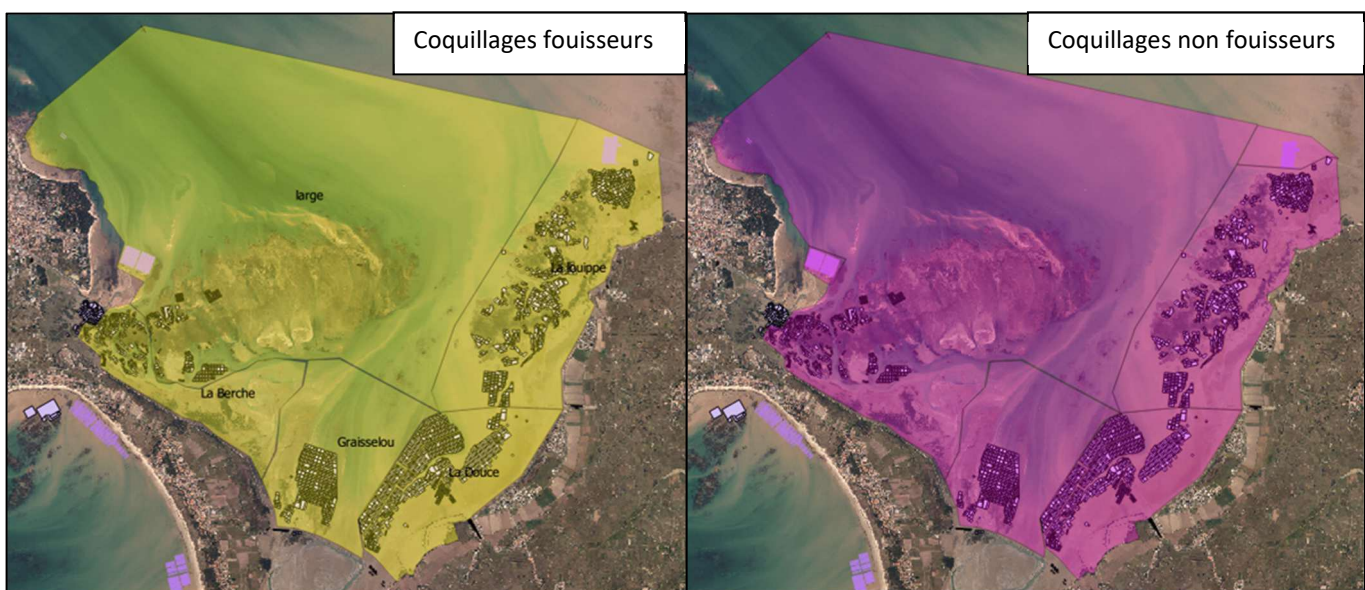 Coquillages fouisseurs
Coquillages non fouisseurs
large
La fouippe
La Berche
Graisselou
La Douce